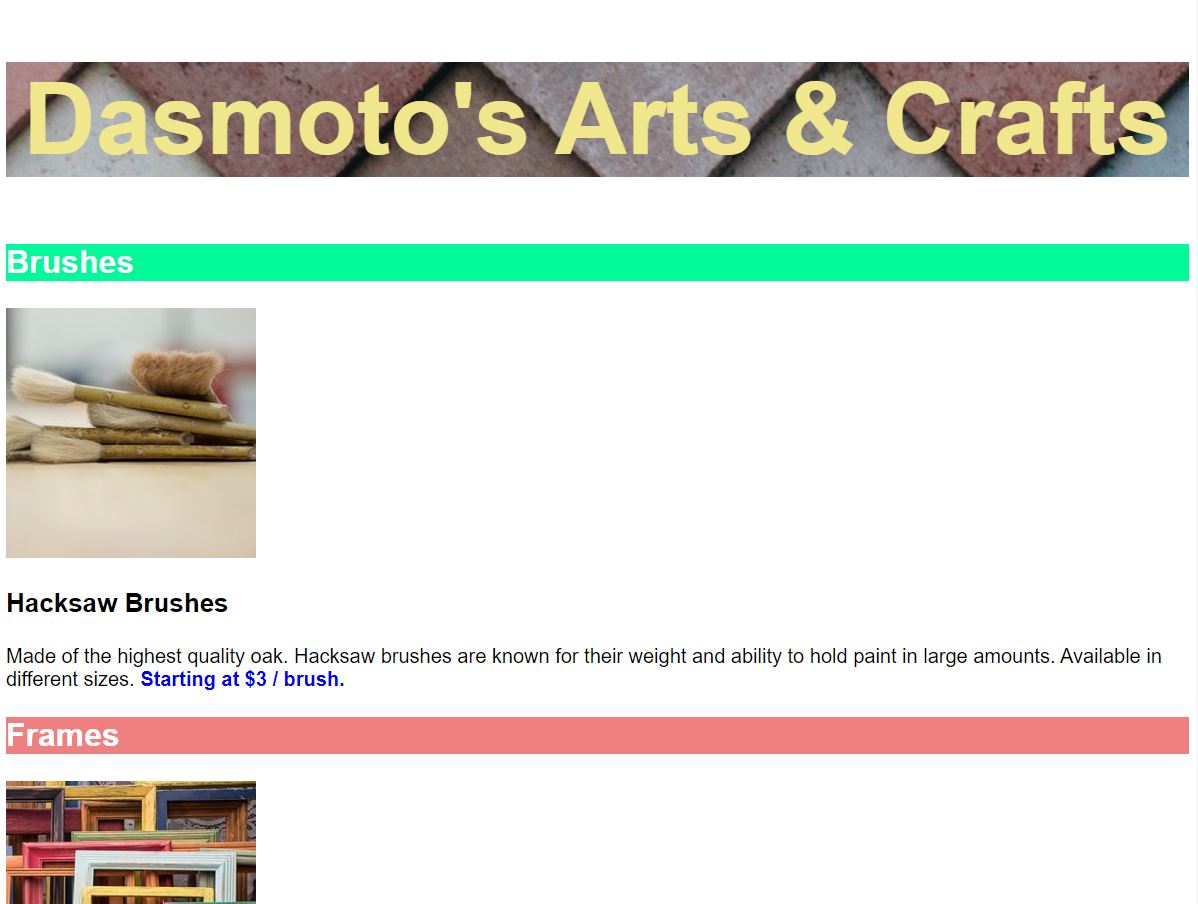 Dasmoto's Arts & Crafts
Brushes
Hacksaw Brushes
Made of the highest quality oak. Hacksaw brushes are known for their weight and ability to hold paint in large amounts. Available in
different sizes. Starting at $3 / brush.
Frames